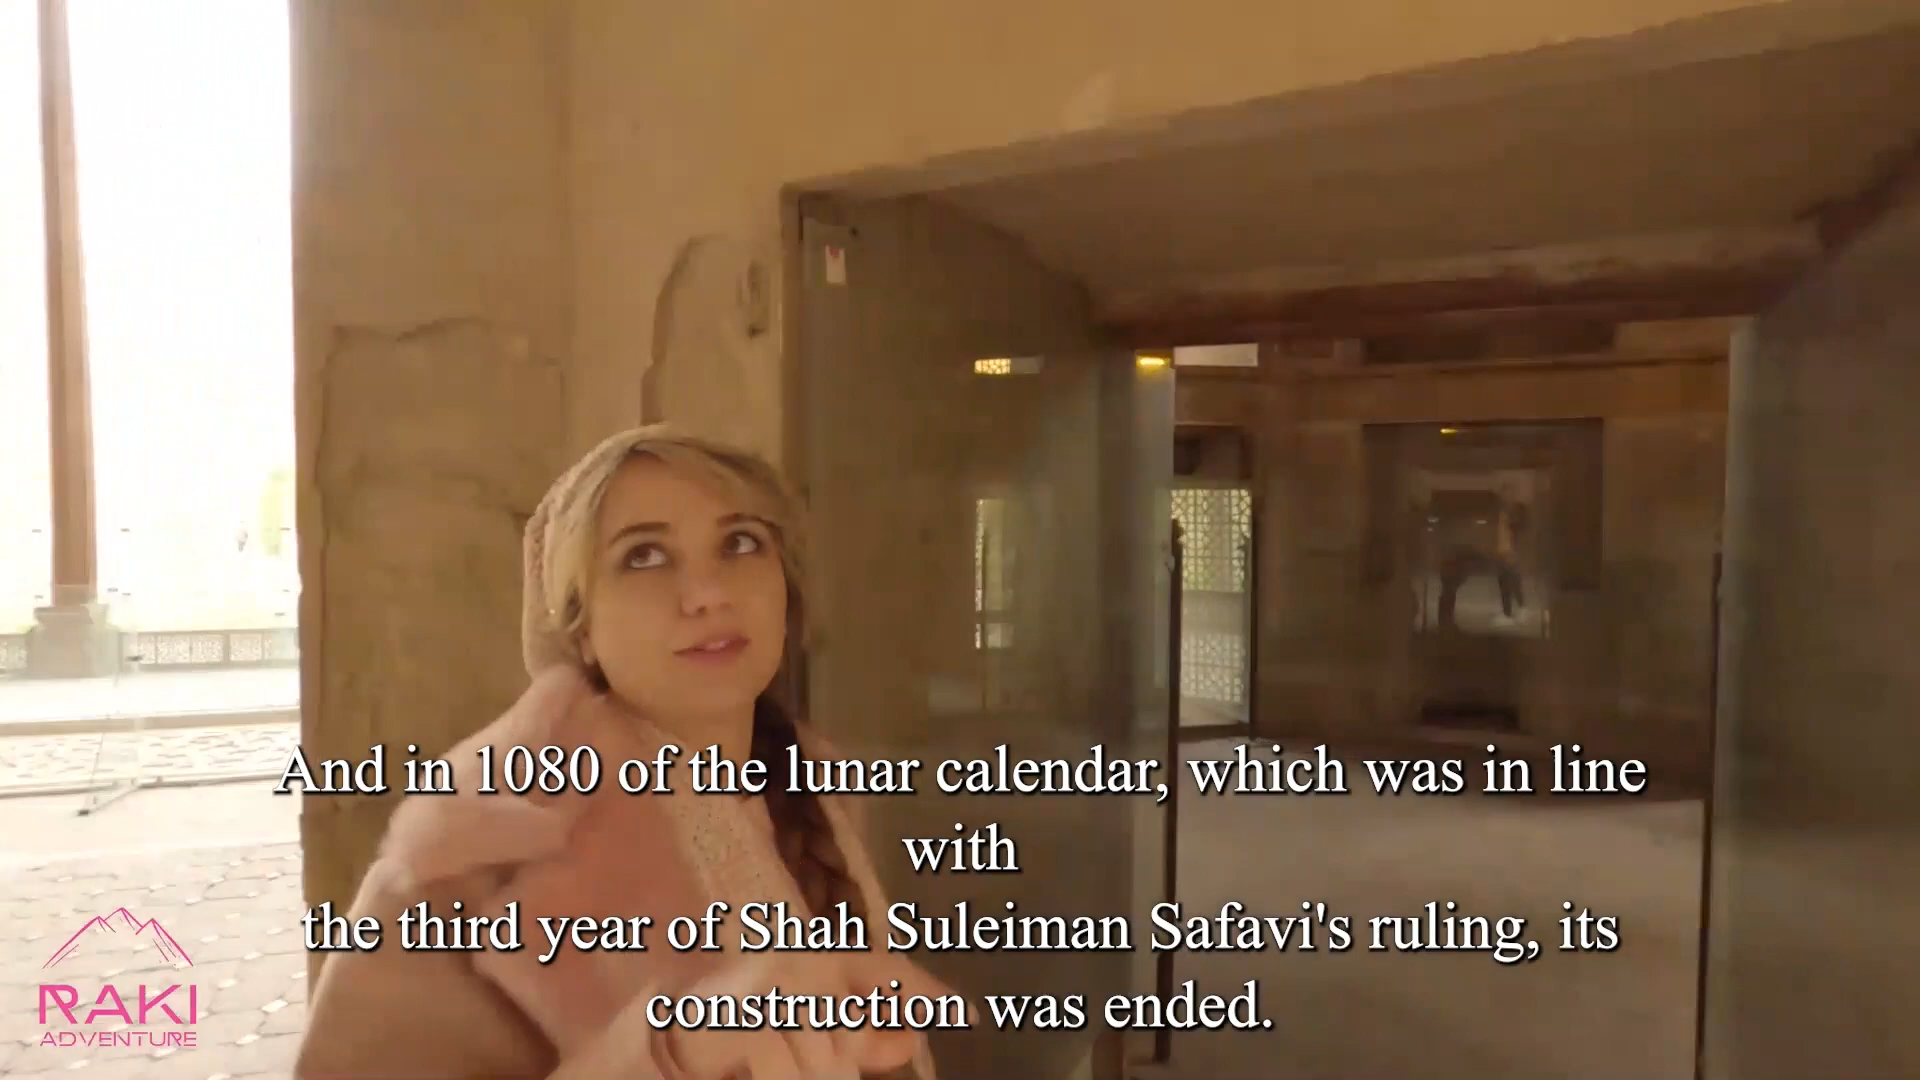 And in 1080 of the lunar calendar, which was in line
with
the third year of Shah Suleiman Safavi's ruling, its
construction was ended.
RAKI
ADVENTURE